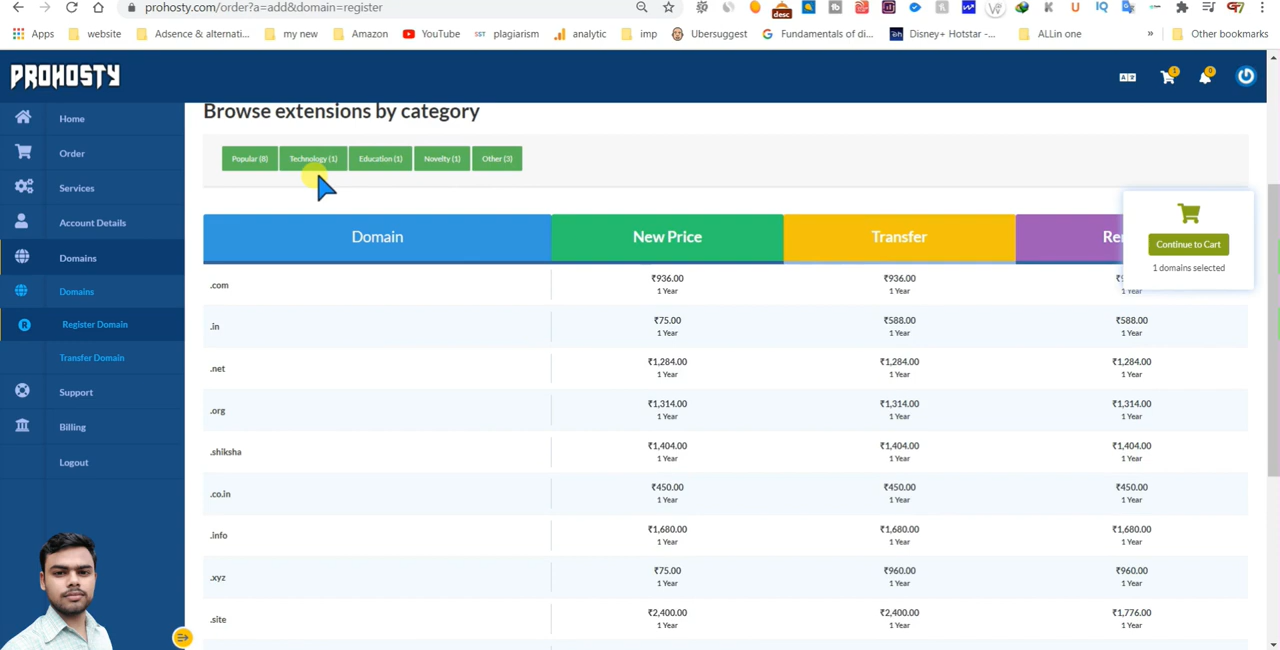 prohosty.com/order?a=add&domain=register
desc
Apps website Adsence & alternati... my new Amazon YouTube SST plagiarism analytic imp Ubersuggest Fundamentals of di... Disney+ Hotstar -... ALLin one » Other bookmarks
PROHOSTY
1
0
Home
Order
Services
Account Details
Domains
Domains
R Register Domain
Transfer Domain
Support
Billing
Logout
Browse extensions by category
Popular (8) Technology (1) Education (1) Novelty (1) Other (3)
Continue to Cart
1 domains selected
Domain New Price Transfer Re
.com ₹936.00 ₹936.00
1 Year 1 Year 1 Year
.in ₹75.00 ₹588.00 ₹588.00
1 Year 1 Year 1 Year
.net ₹1,284.00 ₹1,284.00 ₹1,284.00
1 Year 1 Year 1 Year
.org ₹1,314.00 ₹1,314.00 ₹1,314.00
1 Year 1 Year 1 Year
.shiksha ₹1,404.00 ₹1,404.00 ₹1,404.00
1 Year 1 Year 1 Year
.co.in ₹450.00 ₹450.00 ₹450.00
1 Year 1 Year 1 Year
.info ₹1,680.00 ₹1,680.00 ₹1,680.00
1 Year 1 Year 1 Year
.xyz ₹75.00 ₹960.00 ₹960.00
1 Year 1 Year 1 Year
.site ₹2,400.00 ₹2,400.00 ₹1,776.00
1 Year 1 Year 1 Year